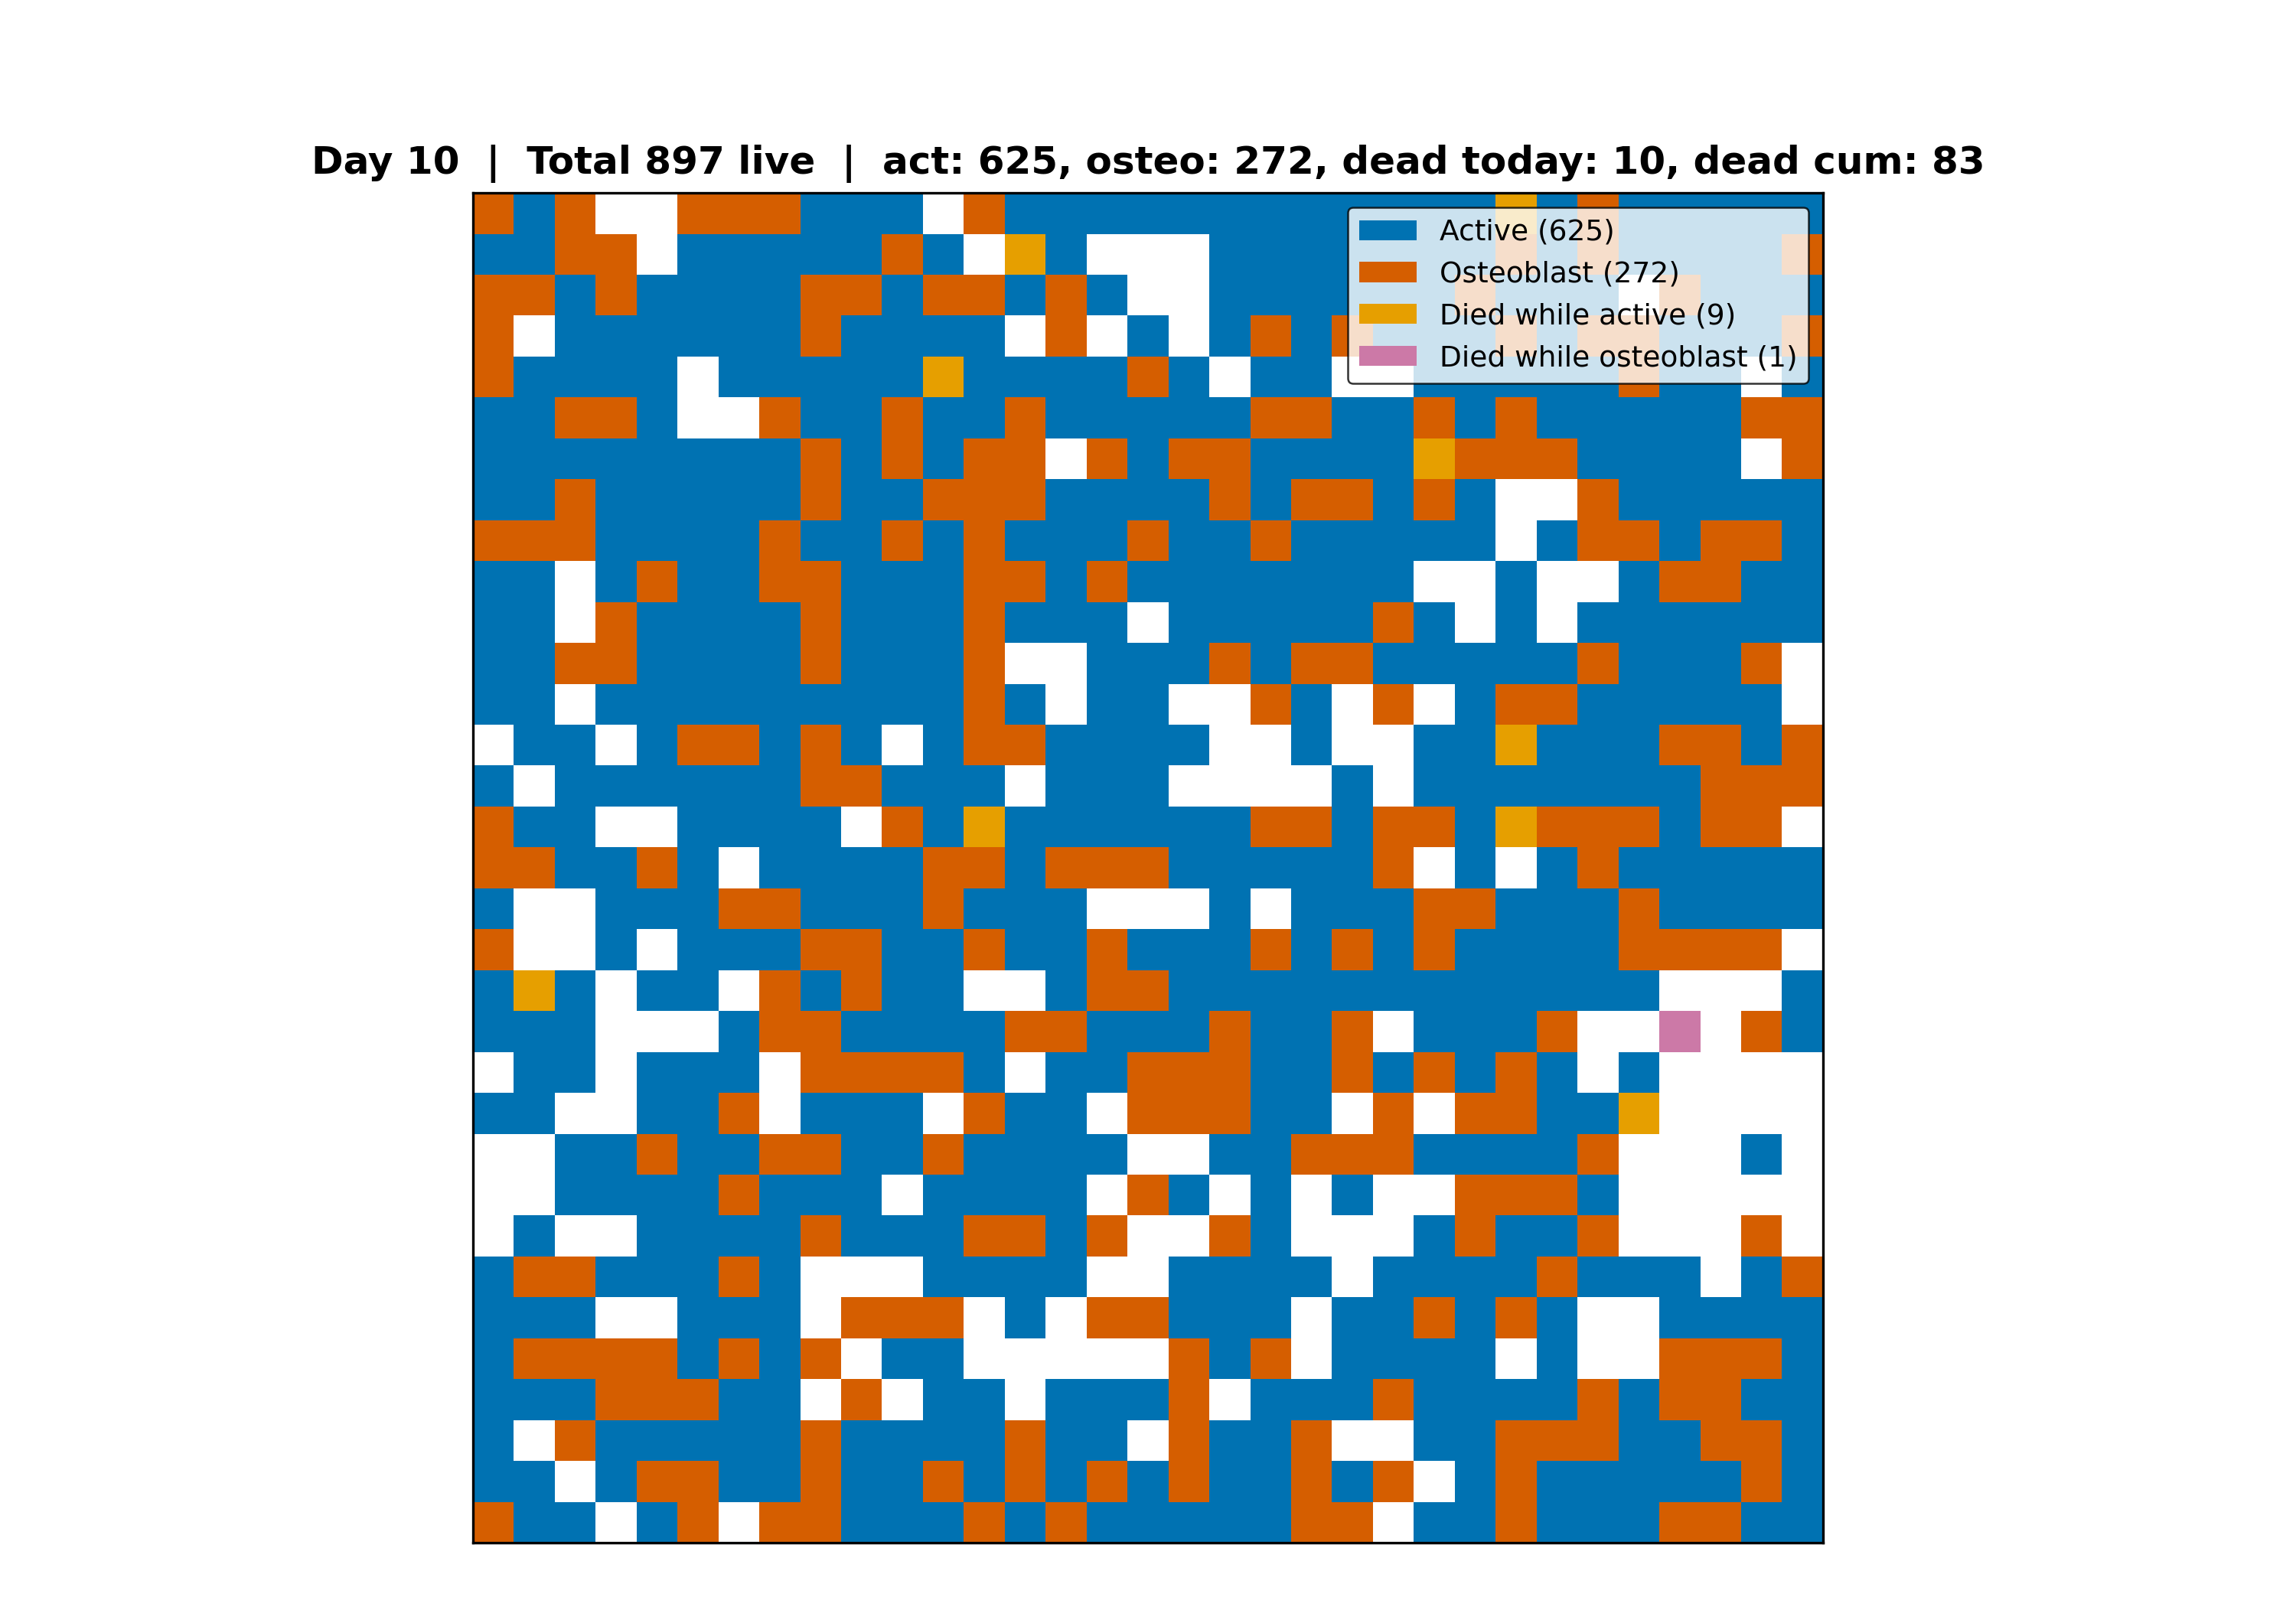 Day 10 | Total 897 live | act: 625, osteo: 272, dead today: 10, dead cum: 83
Active (625)
Osteoblast (272)
Died while active (9)
Died while osteoblast (1)